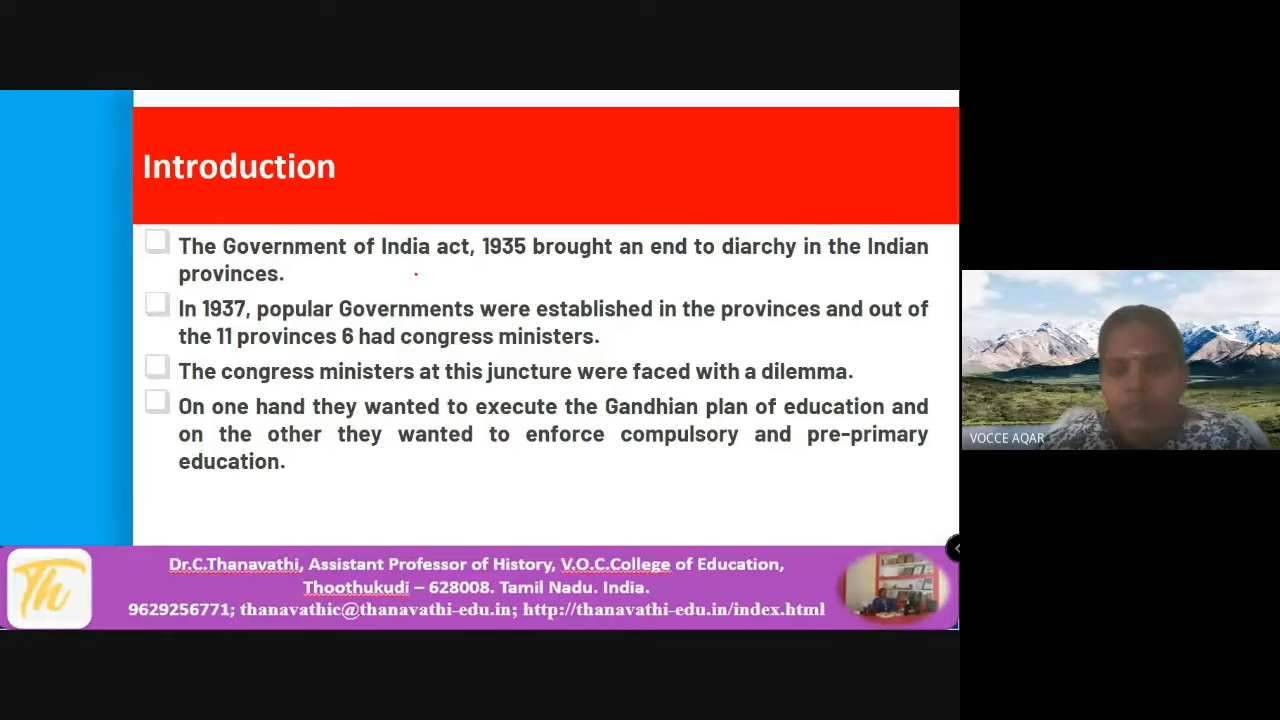 Introduction
The Government of India act, 1935 brought an end to diarchy in the Indian
provinces.
In 1937, popular Governments were established in the provinces and out of
the 11 provinces 6 had congress ministers.
The congress ministers at this juncture were faced with a dilemma.
On one hand they wanted to execute the Gandhian plan of education and
on the other they wanted to enforce compulsory and pre-primary
education.
VOCCE AQAR
Th
Dr.C.Thanavathi, Assistant Professor of History, V.O.C.College of Education,
Thoothukudi – 628008. Tamil Nadu. India.
9629256771; thanavathic@thanavathi-edu.in; http://thanavathi-edu.in/index.html